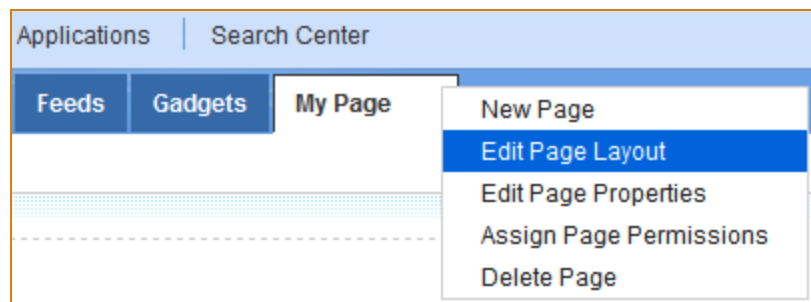 Applications | Search Center
Feeds Gadgets My Page
New Page
Edit Page Layout
Edit Page Properties
Assign Page Permissions
Delete Page